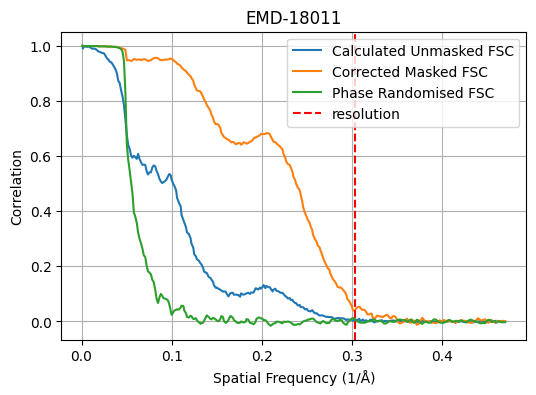 EMD-18011
Calculated Unmasked FSC
Corrected Masked FSC
Phase Randomised FSC
resolution
Correlation
1.0
0.8
0.6
0.4
0.2
0.0
0.0 0.1 0.2 0.3 0.4
Spatial Frequency (1/Å)